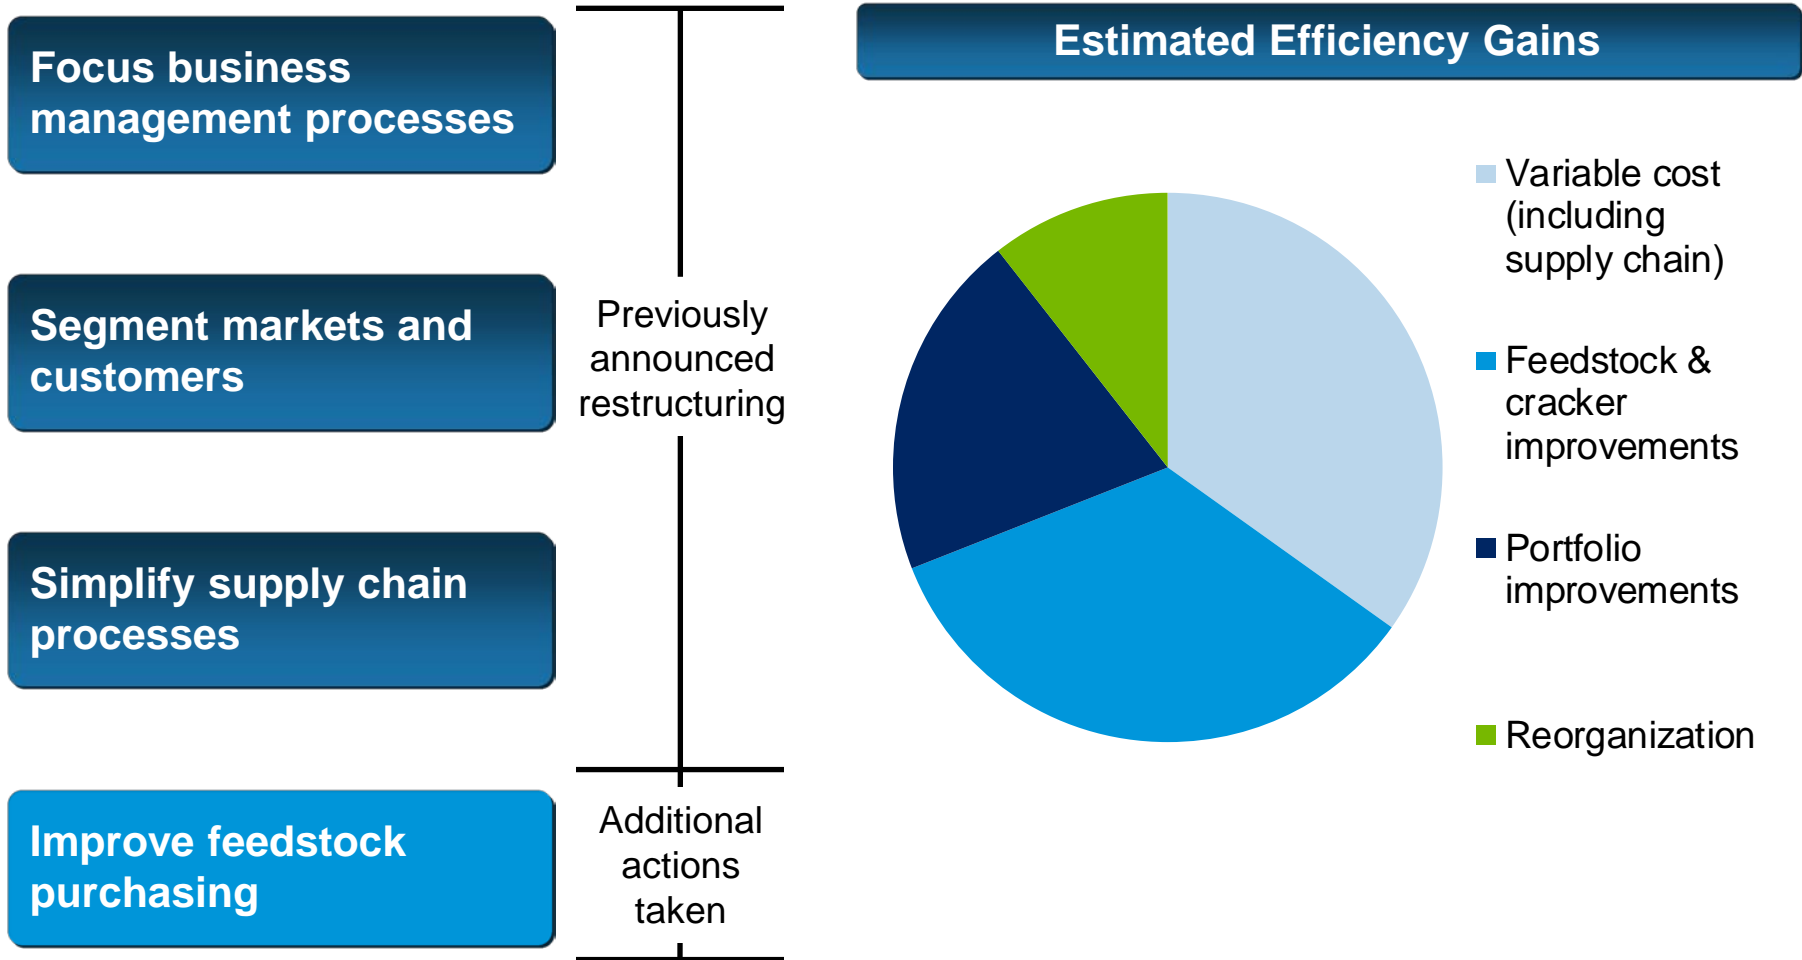 Focus business
management processes
Segment markets and
customers
Simplify supply chain
processes
Improve feedstock
purchasing
Previously
announced
restructuring
Additional
actions
taken
Estimated Efficiency Gains
Variable cost
(including
supply chain)
Feedstock &
cracker
improvements
Portfolio
improvements
Reorganization